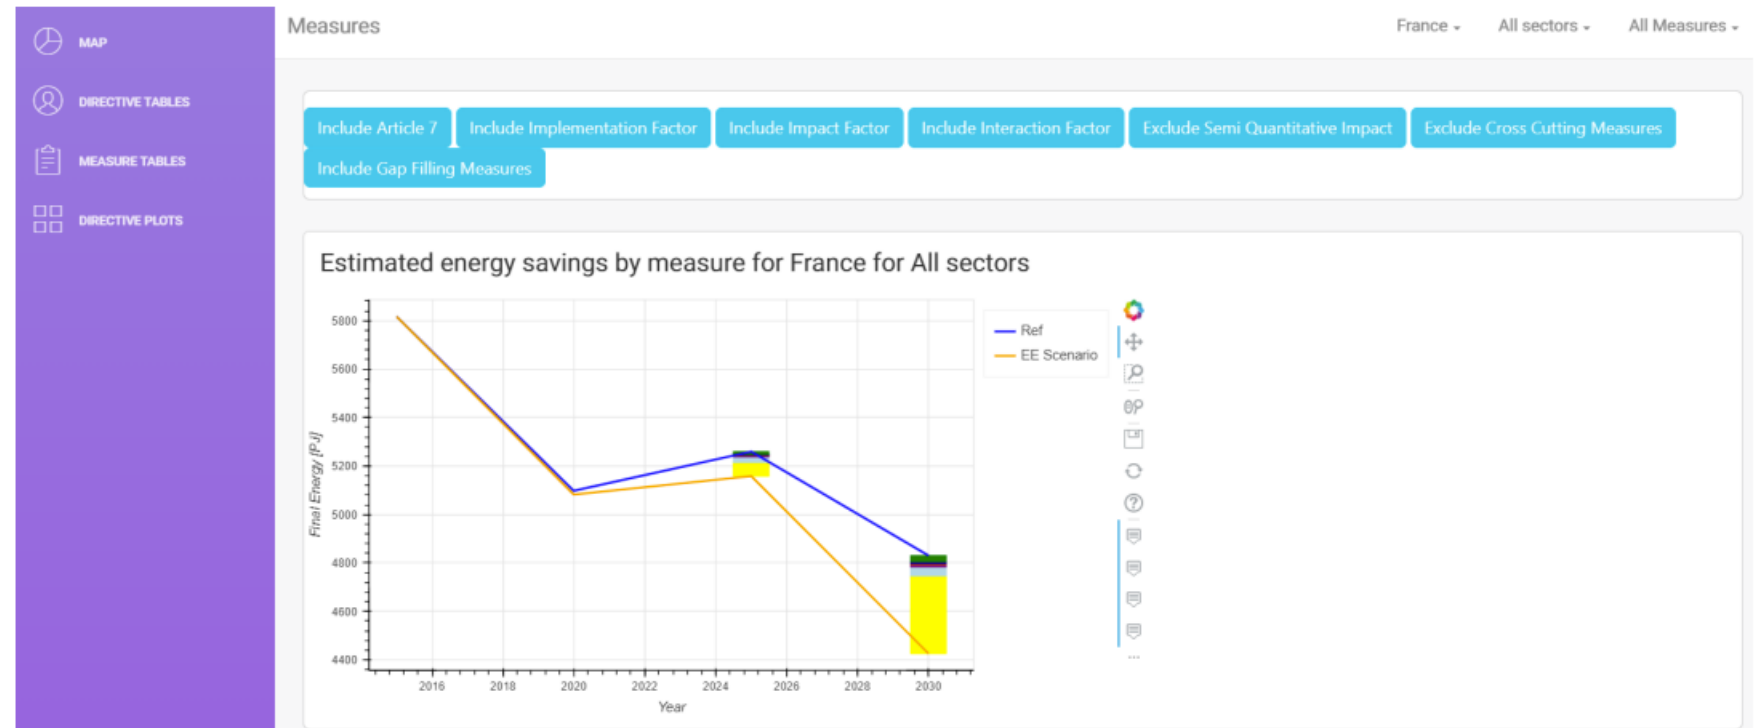 MAP
DIRECTIVE TABLES
MEASURE TABLES
DIRECTIVE PLOTS
Measures
France All sectors All Measures
Include Article 7 Include Implementation Factor Include Impact Factor Include Interaction Factor Exclude Semi Quantitative Impact Exclude Cross Cutting Measures
Include Gap Filling Measures
Estimated energy savings by measure for France for All sectors
Ref
EE Scenario
Final Energy [PJ]
5800
5600
5400
5200
5000
4800
4600
4400
2016 2018 2020 2022 2024 2026 2028 2030
Year